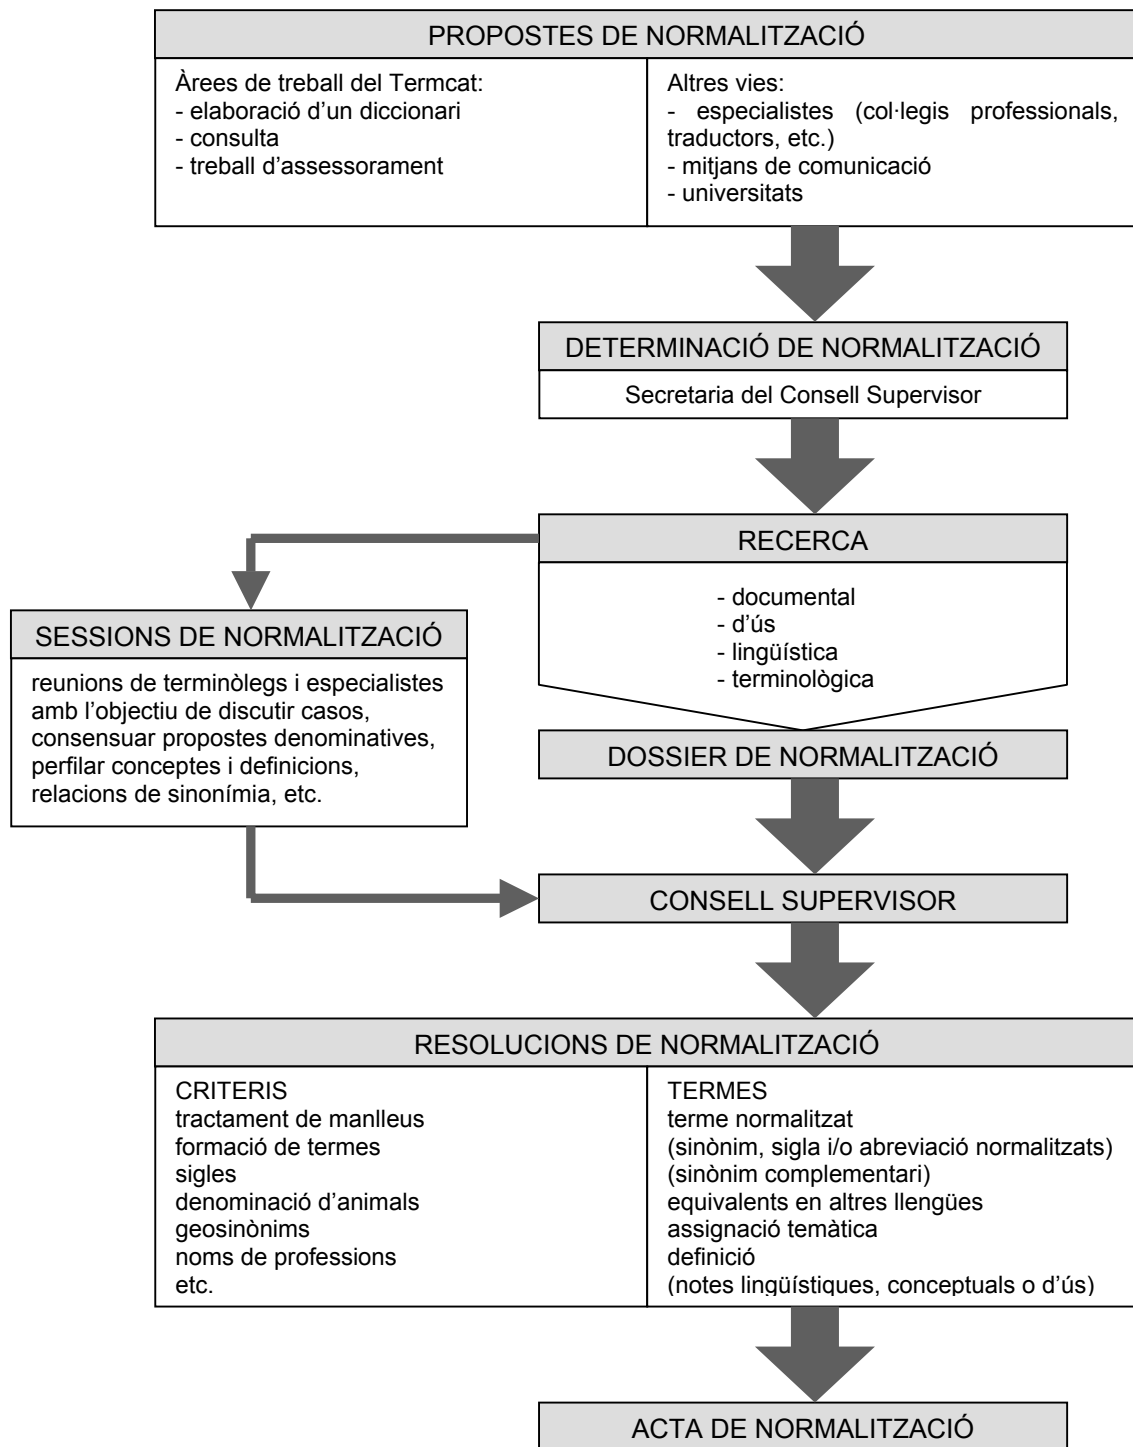 PROPOSTES DE NORMALITZACIÓ
Àrees de treball del Termcat:
- elaboració d’un diccionari
- consulta
- treball d’assessorament
Altres vies:
- especialistes (col·legis professionals,
traductors, etc.)
- mitjans de comunicació
- universitats
DETERMINACIÓ DE NORMALITZACIÓ
Secretaria del Consell Supervisor
RECERCA
- documental
- d’ús
- lingüística
- terminològica
SESSIONS DE NORMALITZACIÓ
reunions de terminòlegs i especialistes
amb l’objectiu de discutir casos,
consensuar propostes denominatives,
perfilar conceptes i definicions,
relacions de sinonímia, etc.
DOSSIER DE NORMALITZACIÓ
CONSELL SUPERVISOR
RESOLUCIONS DE NORMALITZACIÓ
CRITERIS
tractament de manlleus
formació de termes
sigles
denominació d’animals
geosinònims
noms de professions
etc.
TERMES
terme normalitzat
(sinònim, sigla i/o abreviació normalitzats)
(sinònim complementari)
equivalents en altres llengües
assignació temàtica
definició
(notes lingüístiques, conceptuals o d’ús)
ACTA DE NORMALITZACIÓ